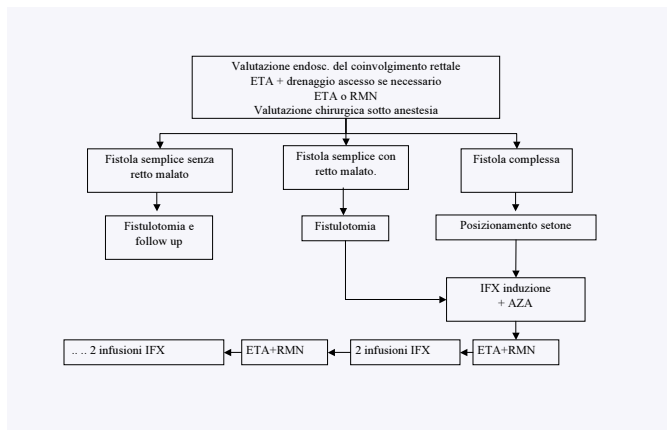 Valutazione endosc. del coinvolgimento rettale
ETA + drenaggio ascesso se necessario
ETA o RMN
Valutazione chirurgica sotto anestesia
Fistola semplice senza
retto malato
Fistola semplice con
retto malato.
Fistola complessa
Fistulotomia e
follow up
Fistulotomia
Posizionamento setone
IFX induzione
+ AZA
.. .. 2 infusioni IFX
ETA+RMN
2 infusioni IFX
ETA+RMN